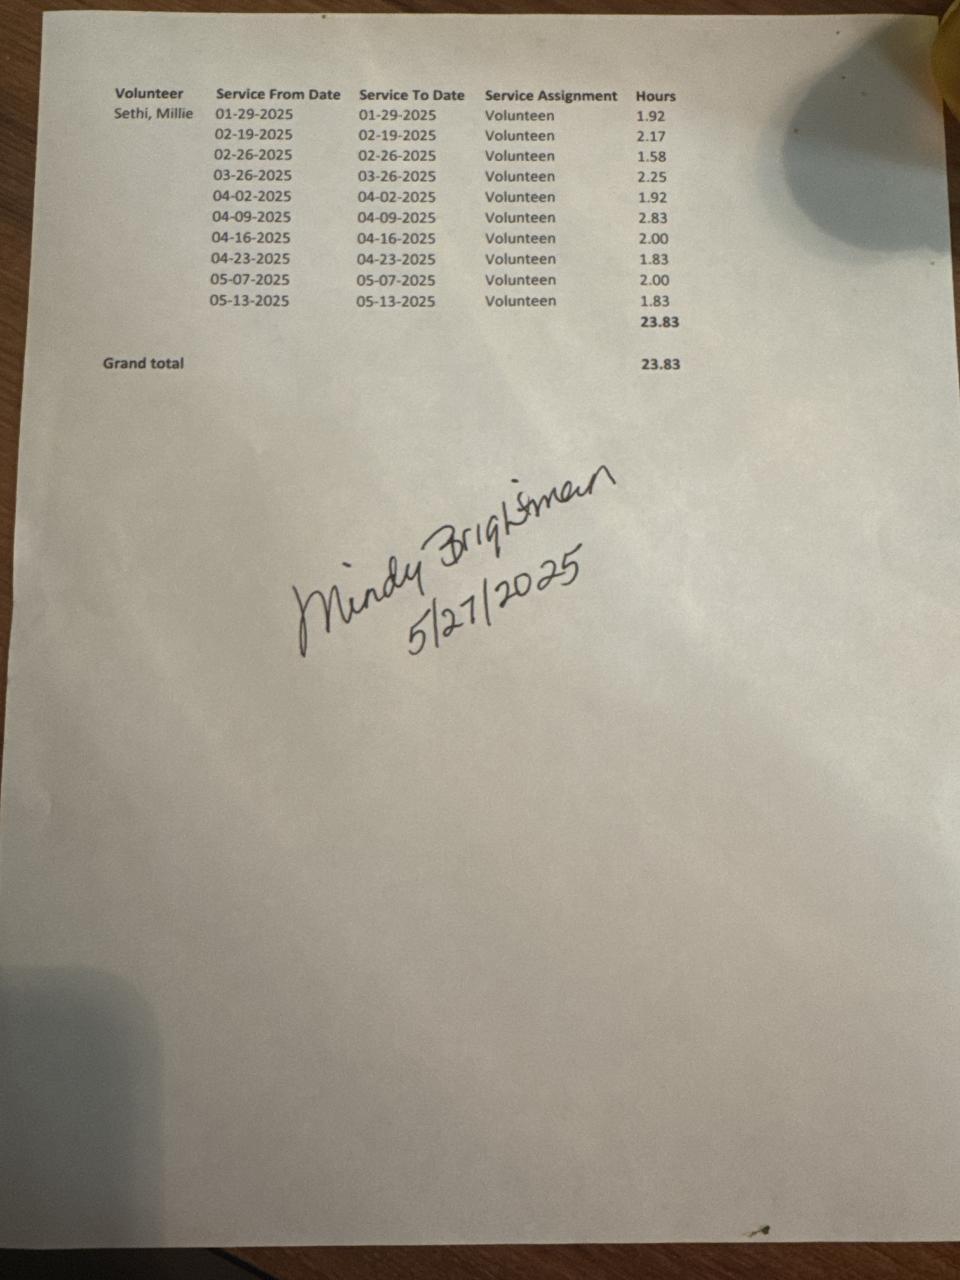 Volunteer Service From Date Service To Date Service Assignment Hours
Sethi, Millie 01-29-2025 01-29-2025 Volunteen 1.92
02-19-2025 02-19-2025 Volunteen 2.17
02-26-2025 02-26-2025 Volunteen 1.58
03-26-2025 03-26-2025 Volunteen 2.25
04-02-2025 04-02-2025 Volunteen 1.92
04-09-2025 04-09-2025 Volunteen 2.83
04-16-2025 04-16-2025 Volunteen 2.00
04-23-2025 04-23-2025 Volunteen 1.83
05-07-2025 05-07-2025 Volunteen 2.00
05-13-2025 05-13-2025 Volunteen 1.83
23.83
Grand total 23.83
Mindy Brightman
5/27/2025